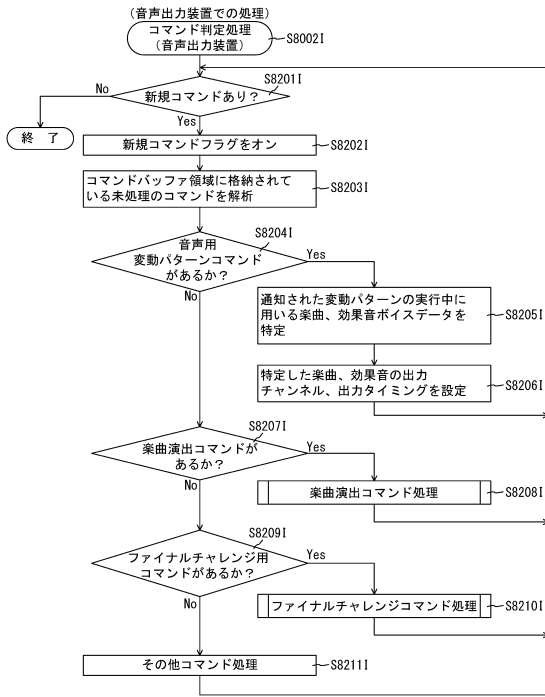 （音声出力装置での処理）
コマンド判定処理
（音声出力装置）
S8002I
S8201I
新規コマンドあり？
No
Yes
終　了
新規コマンドフラグをオン
S8202I
コマンドバッファ領域に格納されて
いる未処理のコマンドを解析
S8203I
S8204I
音声用
変動パターンコマンド
があるか？
Yes
No
通知された変動パターンの実行中に
用いる楽曲、効果音ボイスデータを
特定
S8205I
特定した楽曲、効果音の出力
チャンネル、出力タイミングを設定
S8206I
S8207I
楽曲演出コマンドが
あるか？
Yes
No
楽曲演出コマンド処理
S8208I
S8209I
ファイナルチャレンジ用
コマンドがあるか？
Yes
No
ファイナルチャレンジコマンド処理
S8210I
その他コマンド処理
S8211I